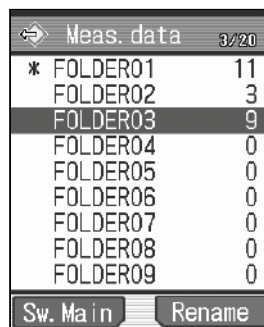 Meas. data 3/20
* FOLDER01 11
FOLDER02 3
FOLDER03 9
FOLDER04 0
FOLDER05 0
FOLDER06 0
FOLDER07 0
FOLDER08 0
FOLDER09 0
Sw. Main Rename